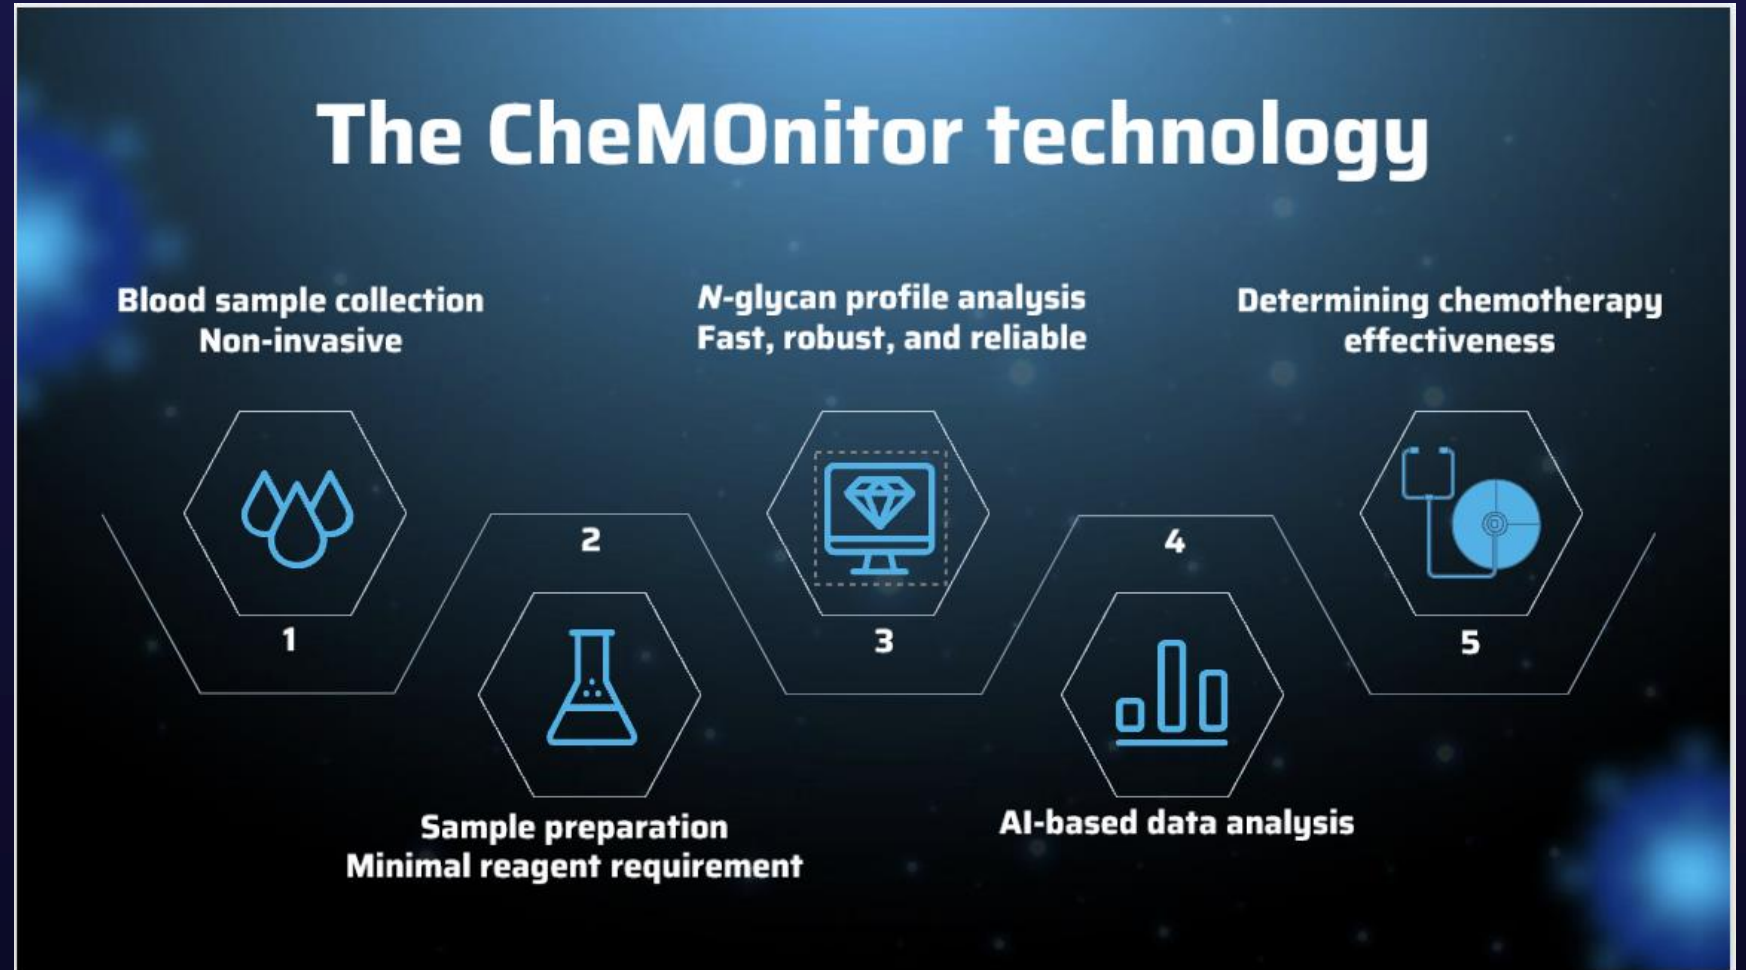 The CheMOnitor technology
Blood sample collection
Non-invasive
1
2
Sample preparation
Minimal reagent requirement
N-glycan profile analysis
Fast, robust, and reliable
3
4
AI-based data analysis
Determining chemotherapy
effectiveness
5